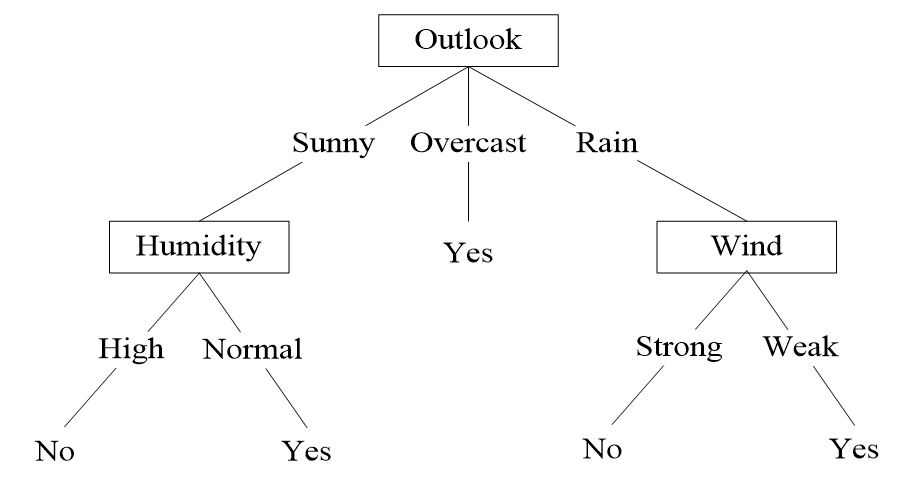 Outlook
Sunny Overcast Rain
Humidity Yes Wind
High Normal Strong Weak
No Yes No Yes